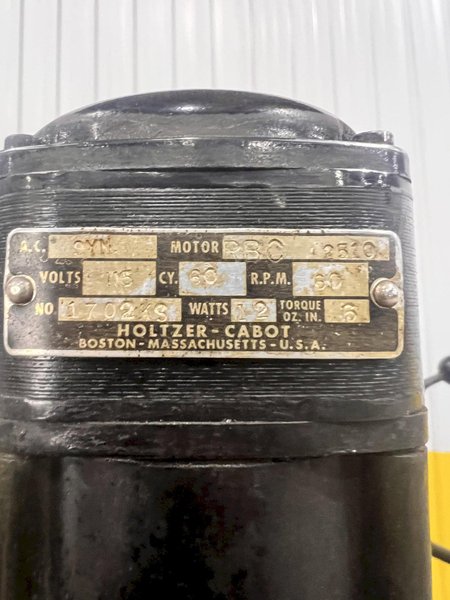 A.C. SYN. MOTOR RBC 2510
VOLTS 115 CY. 60 R.P.M. 60
NO. 1702KS WATTS 12 TORQUE OZ. IN. 6
HOLTZER-CABOT
BOSTON-MASSACHUSETTS-U.S.A.